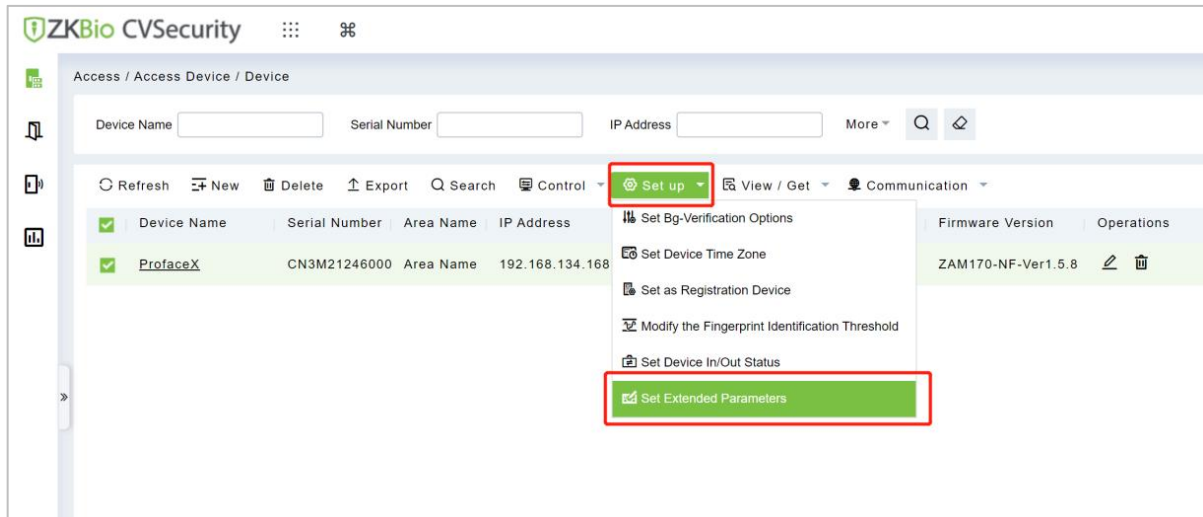 ZKBio CVSecurity
Access / Access Device / Device
Device Name Serial Number IP Address More
Refresh New Delete Export Search Control Set up View / Get Communication
Device Name Serial Number Area Name IP Address Firmware Version Operations
ProfaceX CN3M21246000 Area Name 192.168.134.168 ZAM170-NF-Ver1.5.8
Set Bg-Verification Options
Set Device Time Zone
Set as Registration Device
Modify the Fingerprint Identification Threshold
Set Device In/Out Status
Set Extended Parameters